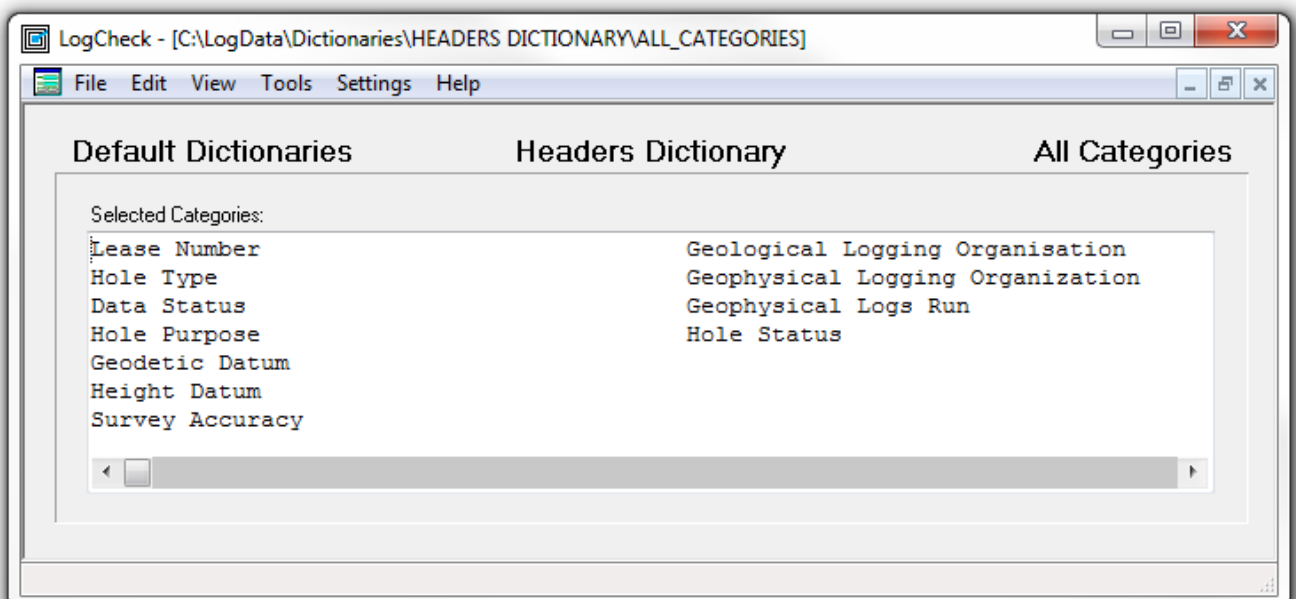 LogCheck - [C:\LogData\Dictionaries\HEADERS DICTIONARY\ALL_CATEGORIES]
File Edit View Tools Settings Help
Default Dictionaries Headers Dictionary All Categories
Selected Categories:
Lease Number Geological Logging Organisation
Hole Type Geophysical Logging Organization
Data Status Geophysical Logs Run
Hole Purpose Hole Status
Geodetic Datum
Height Datum
Survey Accuracy